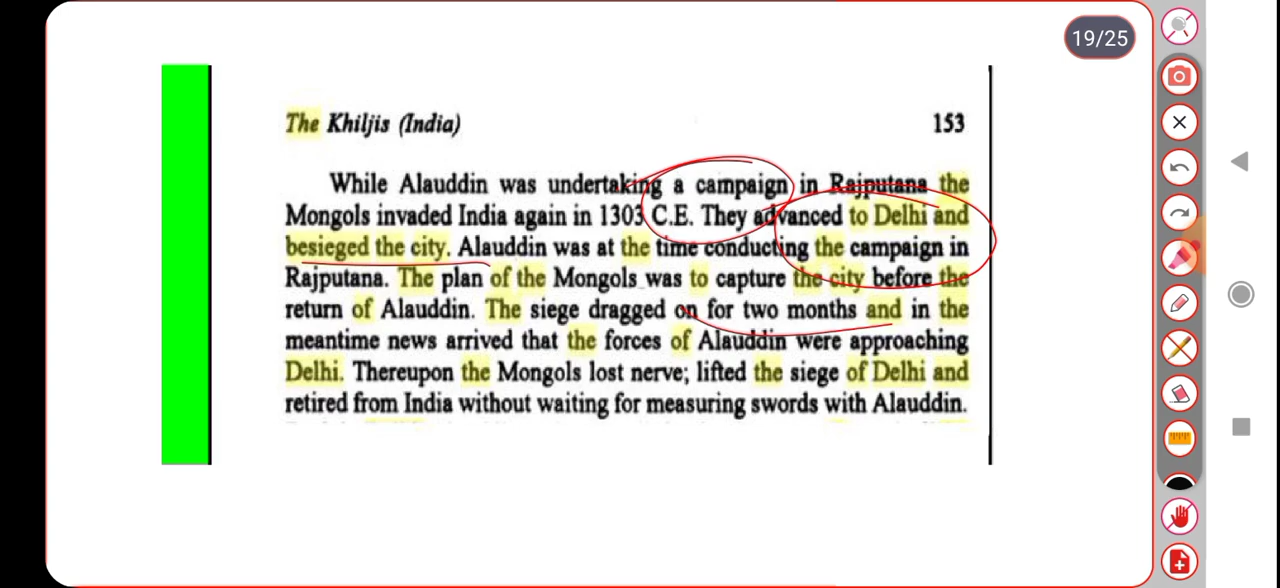 19/25
The Khiljis (India) 153
While Alauddin was undertaking a campaign in Rajputana the
Mongols invaded India again in 1303 C.E. They advanced to Delhi and
besieged the city. Alauddin was at the time conducting the campaign in
Rajputana. The plan of the Mongols was to capture the city before the
return of Alauddin. The siege dragged on for two months and in the
meantime news arrived that the forces of Alauddin were approaching
Delhi. Thereupon the Mongols lost nerve; lifted the siege of Delhi and
retired from India without waiting for measuring swords with Alauddin.